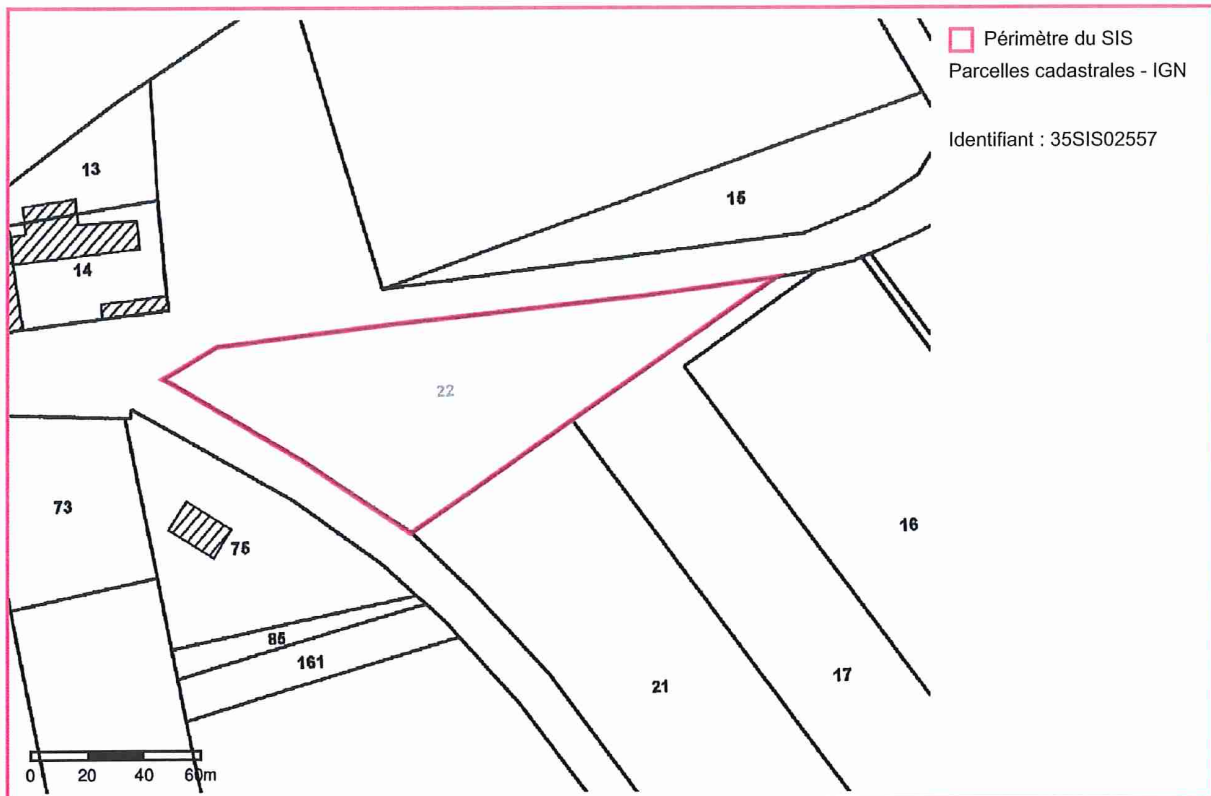 Périmètre du SIS
Parcelles cadastrales - IGN
Identifiant : 35SIS02557
13
15
14
22
73
75
16
85
161
21
17
0 20 40 60m